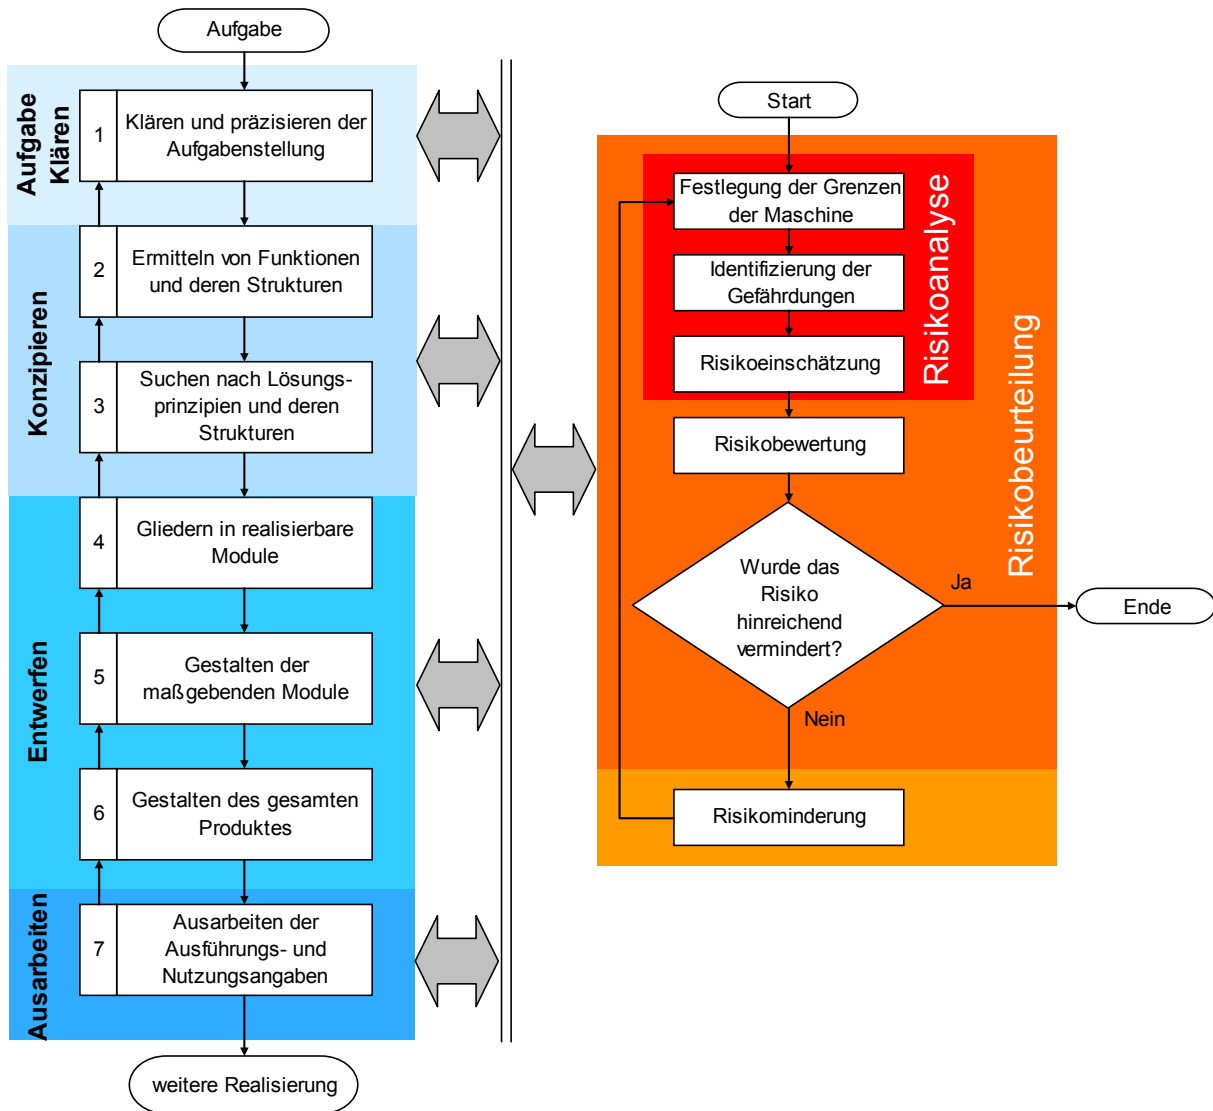 Aufgabe
Aufgabe
Klären
1
Klären und präzisieren der
Aufgabenstellung
Konzipieren
2
Ermitteln von Funktionen
und deren Strukturen
3
Suchen nach Lösungs-
prinzipien und deren
Strukturen
Entwerfen
4
Gliedern in realisierbare
Module
5
Gestalten der
maßgebenden Module
6
Gestalten des gesamten
Produktes
Ausarbeiten
7
Ausarbeiten der
Ausführungs- und
Nutzungsangaben
weitere Realisierung
Start
Risikobeurteilung
Risikoanalyse
Festlegung der Grenzen
der Maschine
Identifizierung der
Gefährdungen
Risikoeinschätzung
Risikobewertung
Wurde das
Risiko
hinreichend
vermindert?
Ja
Ende
Nein
Risikominderung